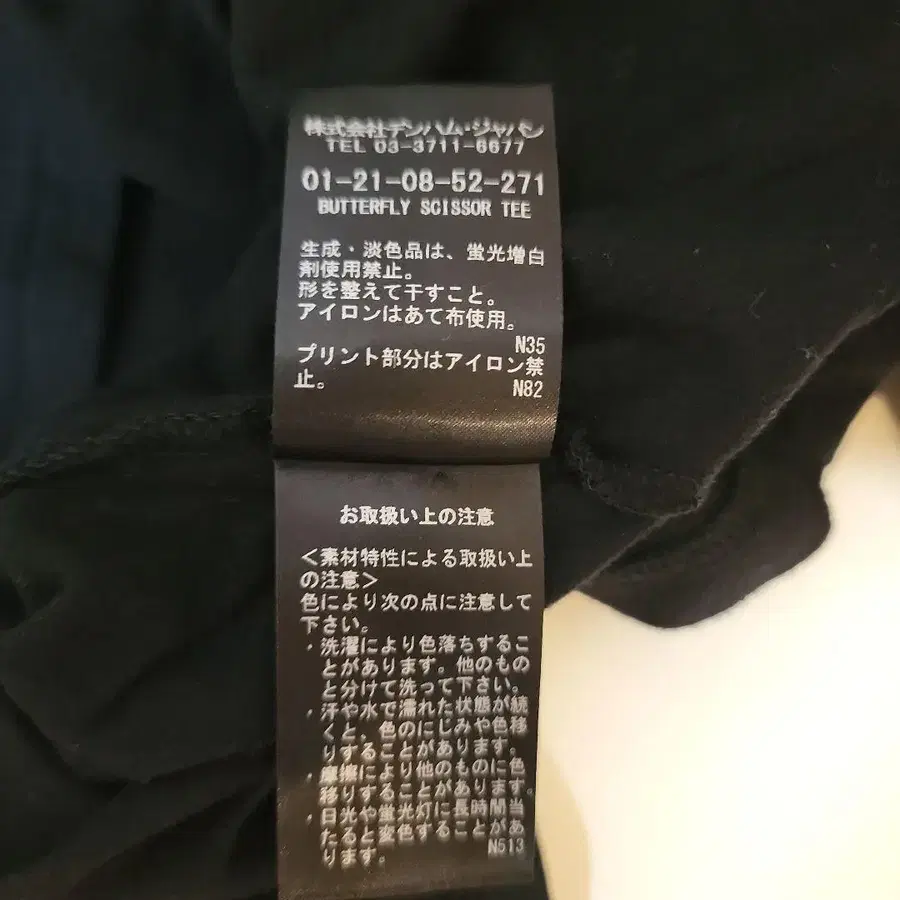 株式会社デンハム・ジャパン
TEL 03-3711-6677
01-21-08-52-271
BUTTERFLY SCISSOR TEE
生成・淡色品は、蛍光増白
剤使用禁止。
形を整えて干すこと。
アイロンはあて布使用。
N35
プリント部分はアイロン禁
止。
N82
お取扱い上の注意
<素材特性による取扱い上
の注意>
色により次の点に注意して
下さい。
・洗濯により色落ちするこ
とがあります。他のもの
と分けて洗って下さい。
・汗や水で濡れた状態が続
くと、色のにじみや色移
りすることがあります。
・摩擦により他のものに色
移りすることがあります。
・日光や蛍光灯に長時間当
たると変色することがあ
ります。
N513